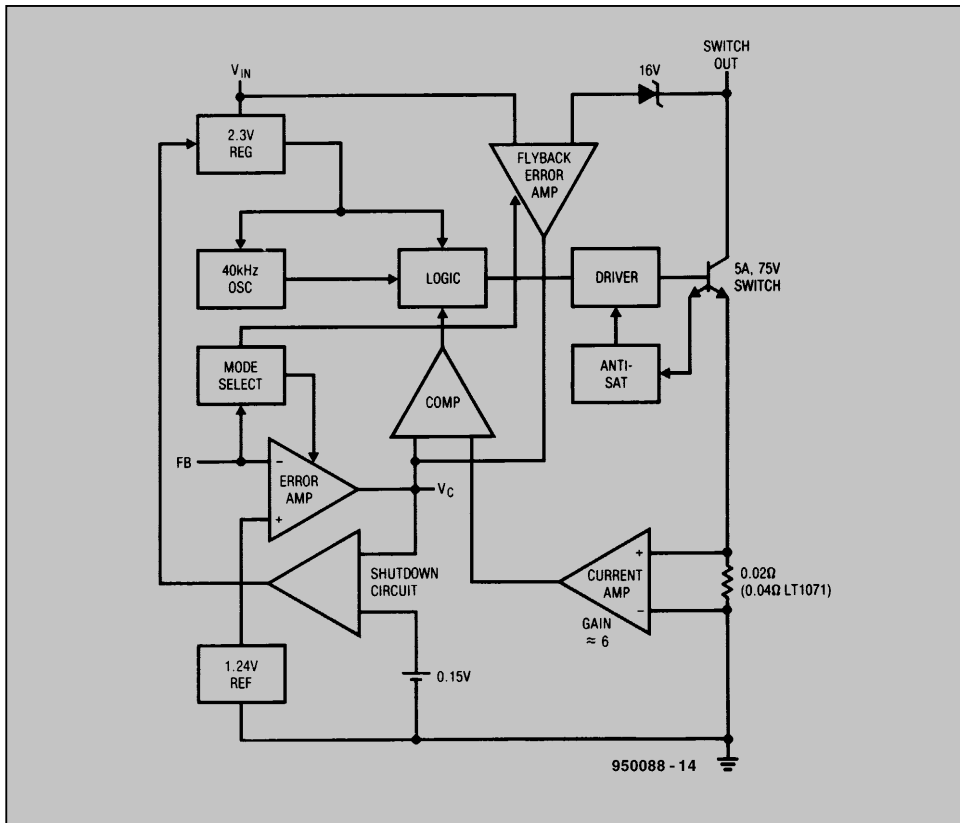 SWITCH
OUT
16V
VIN
2.3V
REG
FLYBACK
ERROR
AMP
5A, 75V
SWITCH
40kHz
OSC
LOGIC
DRIVER
MODE
SELECT
ANTI-
SAT
COMP
FB
−
ERROR
AMP
+
VC
SHUTDOWN
CIRCUIT
+
CURRENT
AMP
−
GAIN
≈ 6
0.02Ω
(0.04Ω LT1071)
1.24V
REF
0.15V
950088 - 14